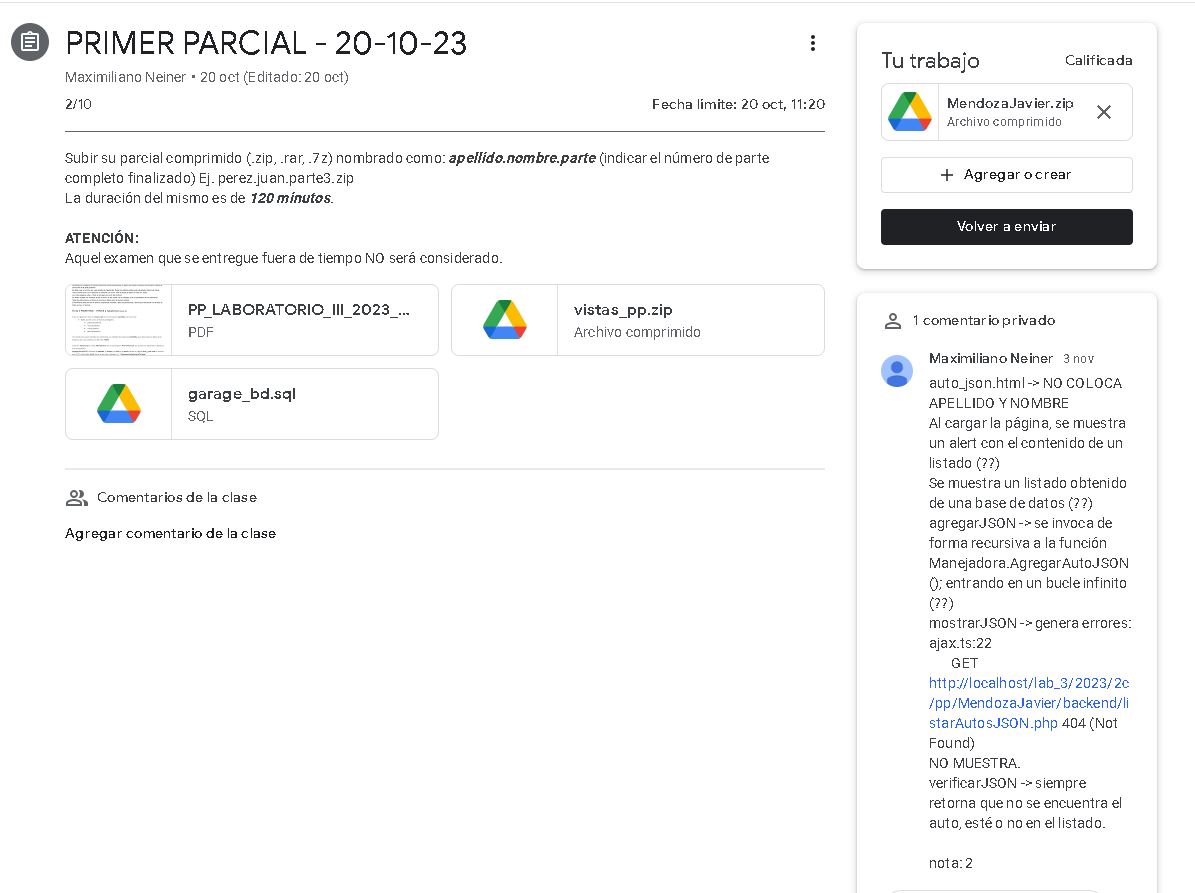 PRIMER PARCIAL - 20-10-23
Maximiliano Neiner • 20 oct (Editado: 20 oct)
2/10
Fecha límite: 20 oct, 11:20
Subir su parcial comprimido (.zip, .rar, .7z) nombrado como: apellido.nombre.parte (indicar el número de parte
completo finalizado) Ej. perez.juan.parte3.zip
La duración del mismo es de 120 minutos.
ATENCIÓN:
Aquel examen que se entregue fuera de tiempo NO será considerado.
PP_LABORATORIO_III_2023_...
PDF
vistas_pp.zip
Archivo comprimido
garage_bd.sql
SQL
Comentarios de la clase
Agregar comentario de la clase
Tu trabajo
Calificada
MendozaJavier.zip
Archivo comprimido
Agregar o crear
Volver a enviar
1 comentario privado
Maximiliano Neiner 3 nov
auto_json.html -> NO COLOCA
APELLIDO Y NOMBRE
Al cargar la página, se muestra
un alert con el contenido de un
listado (??)
Se muestra un listado obtenido
de una base de datos (??)
agregarJSON -> se invoca de
forma recursiva a la función
Manejadora.AgregarAutoJSON
(); entrando en un bucle infinito
(??)
mostrarJSON -> genera errores:
ajax.ts:22
GET
http://localhost/lab_3/2023/2c
/pp/MendozaJavier/backend/li
starAutosJSON.php 404 (Not
Found)
NO MUESTRA.
verificarJSON -> siempre
retorna que no se encuentra el
auto, esté o no en el listado.
nota: 2